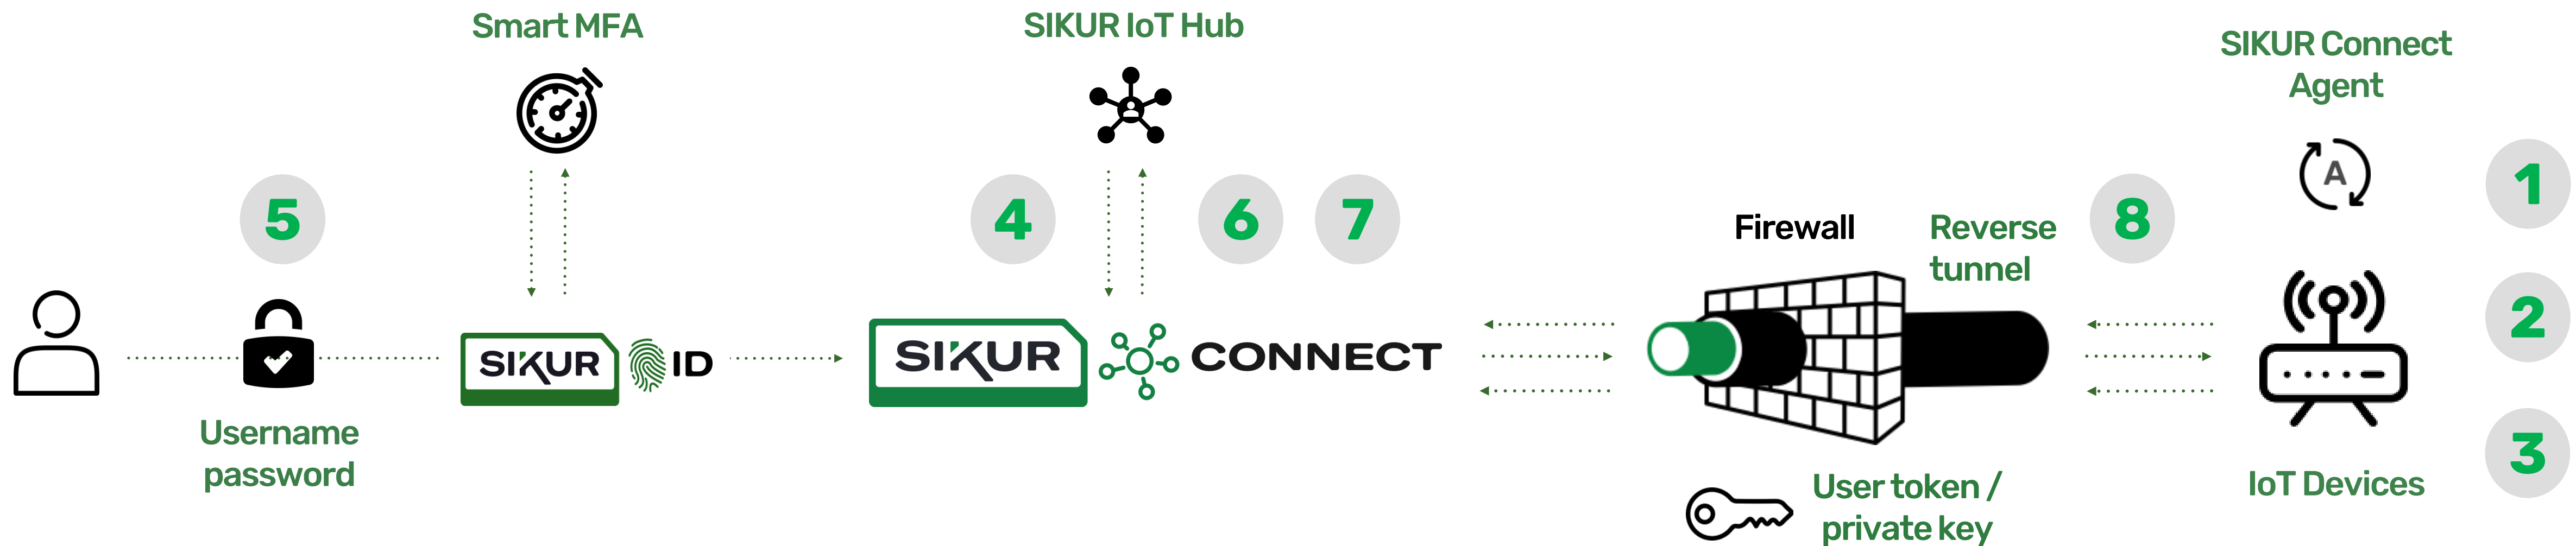 Smart MFA
SIKUR IoT Hub
SIKUR Connect
Agent
A
1
5
4
6
7
8
Firewall
Reverse
tunnel
2
SIKUR ID
SIKUR CONNECT
Username
password
3
IoT Devices
User token /
private key